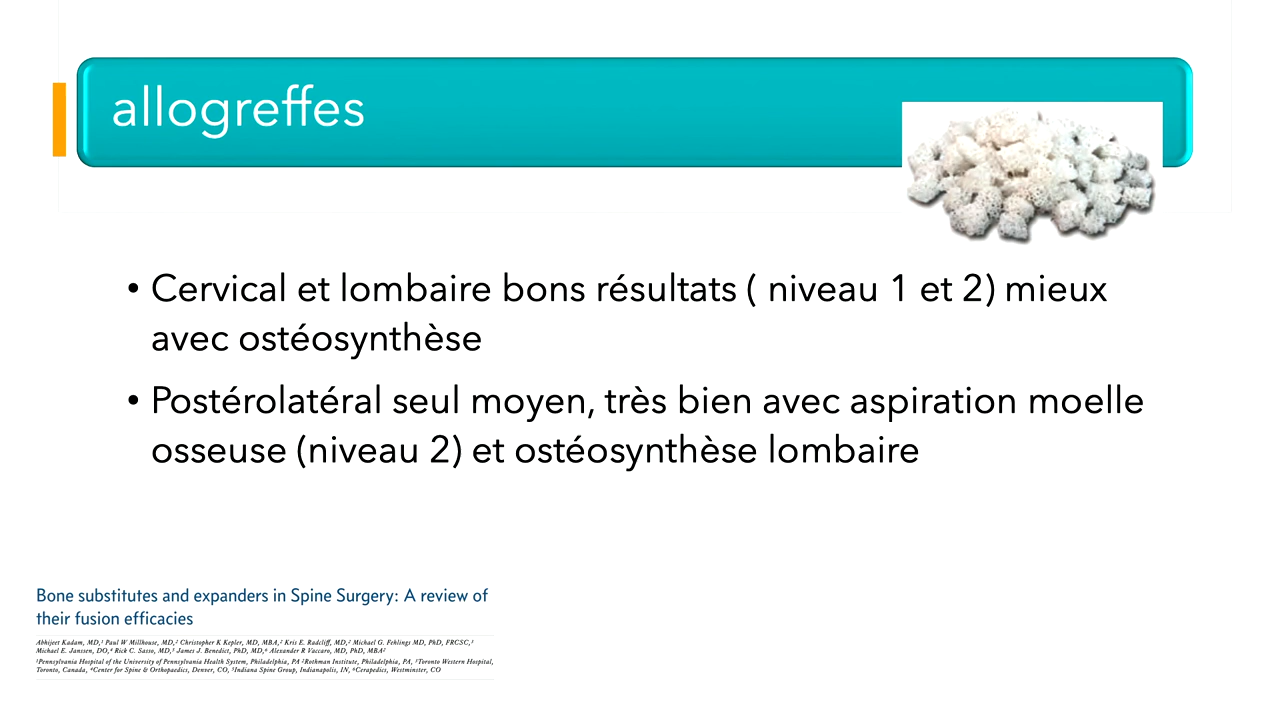 allogreffes
• Cervical et lombaire bons résultats ( niveau 1 et 2) mieux
avec ostéosynthèse
• Postérolatéral seul moyen, très bien avec aspiration moelle
osseuse (niveau 2) et ostéosynthèse lombaire
Bone substitutes and expanders in Spine Surgery: A review of
their fusion efficacies
Abhijeet Kadam, MD,¹ Paul W Millhouse, MD,² Christopher K Kepler, MD, MBA,² Kris E. Radcliff, MD,² Michael G. Fehlings MD, PhD, FRCSC,³
Michael E. Janssen, DO,⁴ Rick C. Sasso, MD,⁵ James J. Benedict, PhD, MD,⁶ Alexander R Vaccaro, MD, PhD, MBA²
¹Pennsylvania Hospital of the University of Pennsylvania Health System, Philadelphia, PA ²Rothman Institute, Philadelphia, PA, ³Toronto Western Hospital,
Toronto, Canada, ⁴Center for Spine & Orthopaedics, Denver, CO, ⁵Indiana Spine Group, Indianapolis, IN, ⁶Cerapedics, Westminster, CO